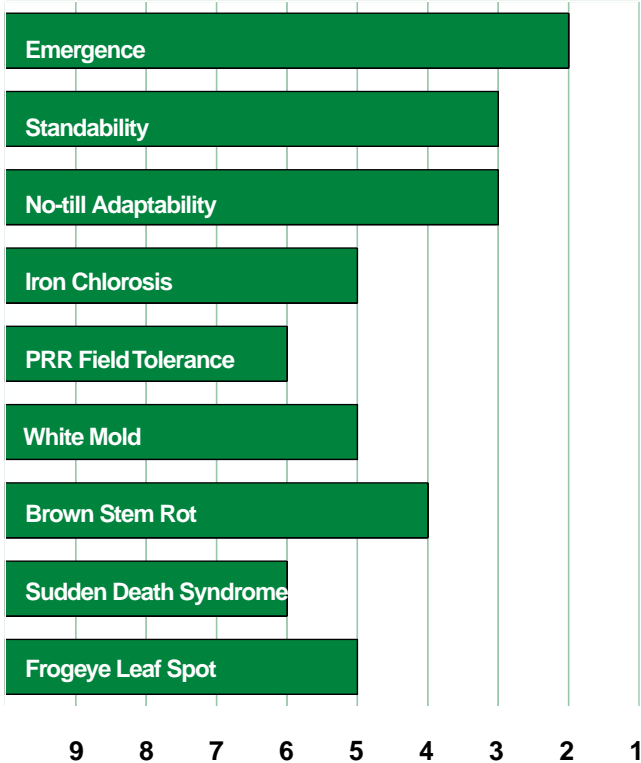 Emergence
Standability
No-till Adaptability
Iron Chlorosis
PRR Field Tolerance
White Mold
Brown Stem Rot
Sudden Death Syndrome
Frogeye Leaf Spot
9 8 7 6 5 4 3 2 1